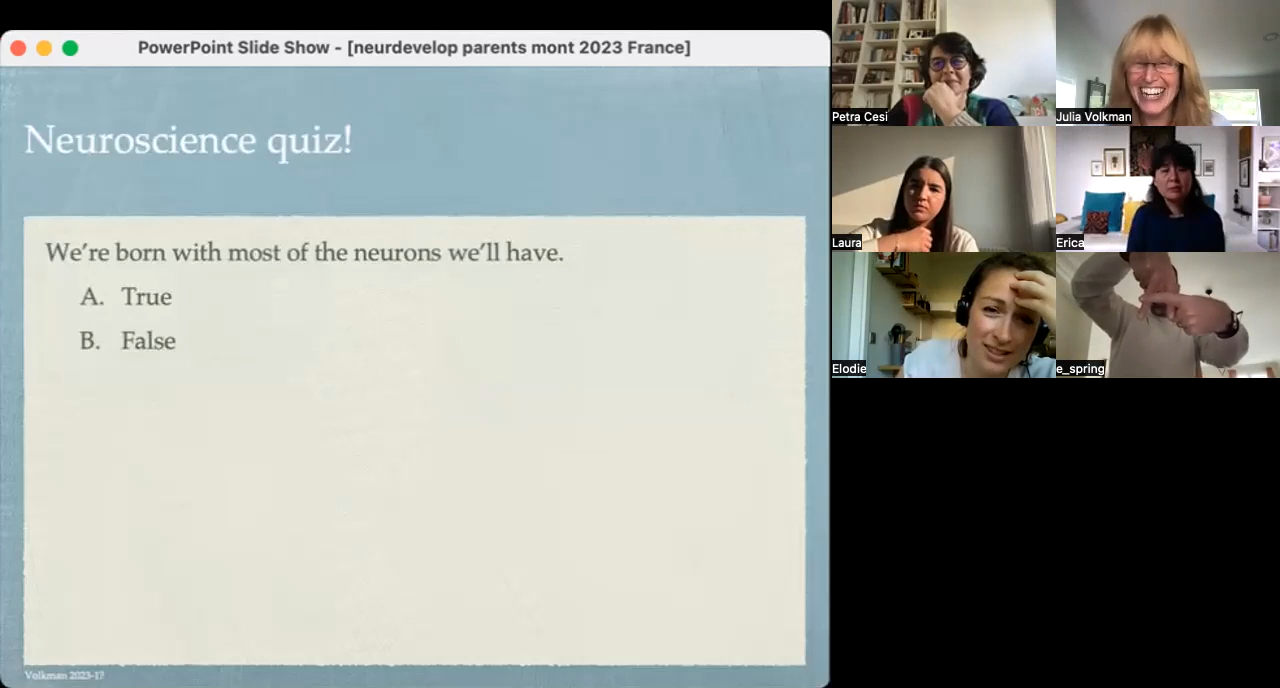 PowerPoint Slide Show - [neurdevelop parents mont 2023 France]
Neuroscience quiz!
We're born with most of the neurons we'll have.
A. True
B. False
Volkman 2023-17
Petra Cesi
Julia Volkman
Laura
Erica
Elodie
e_spring